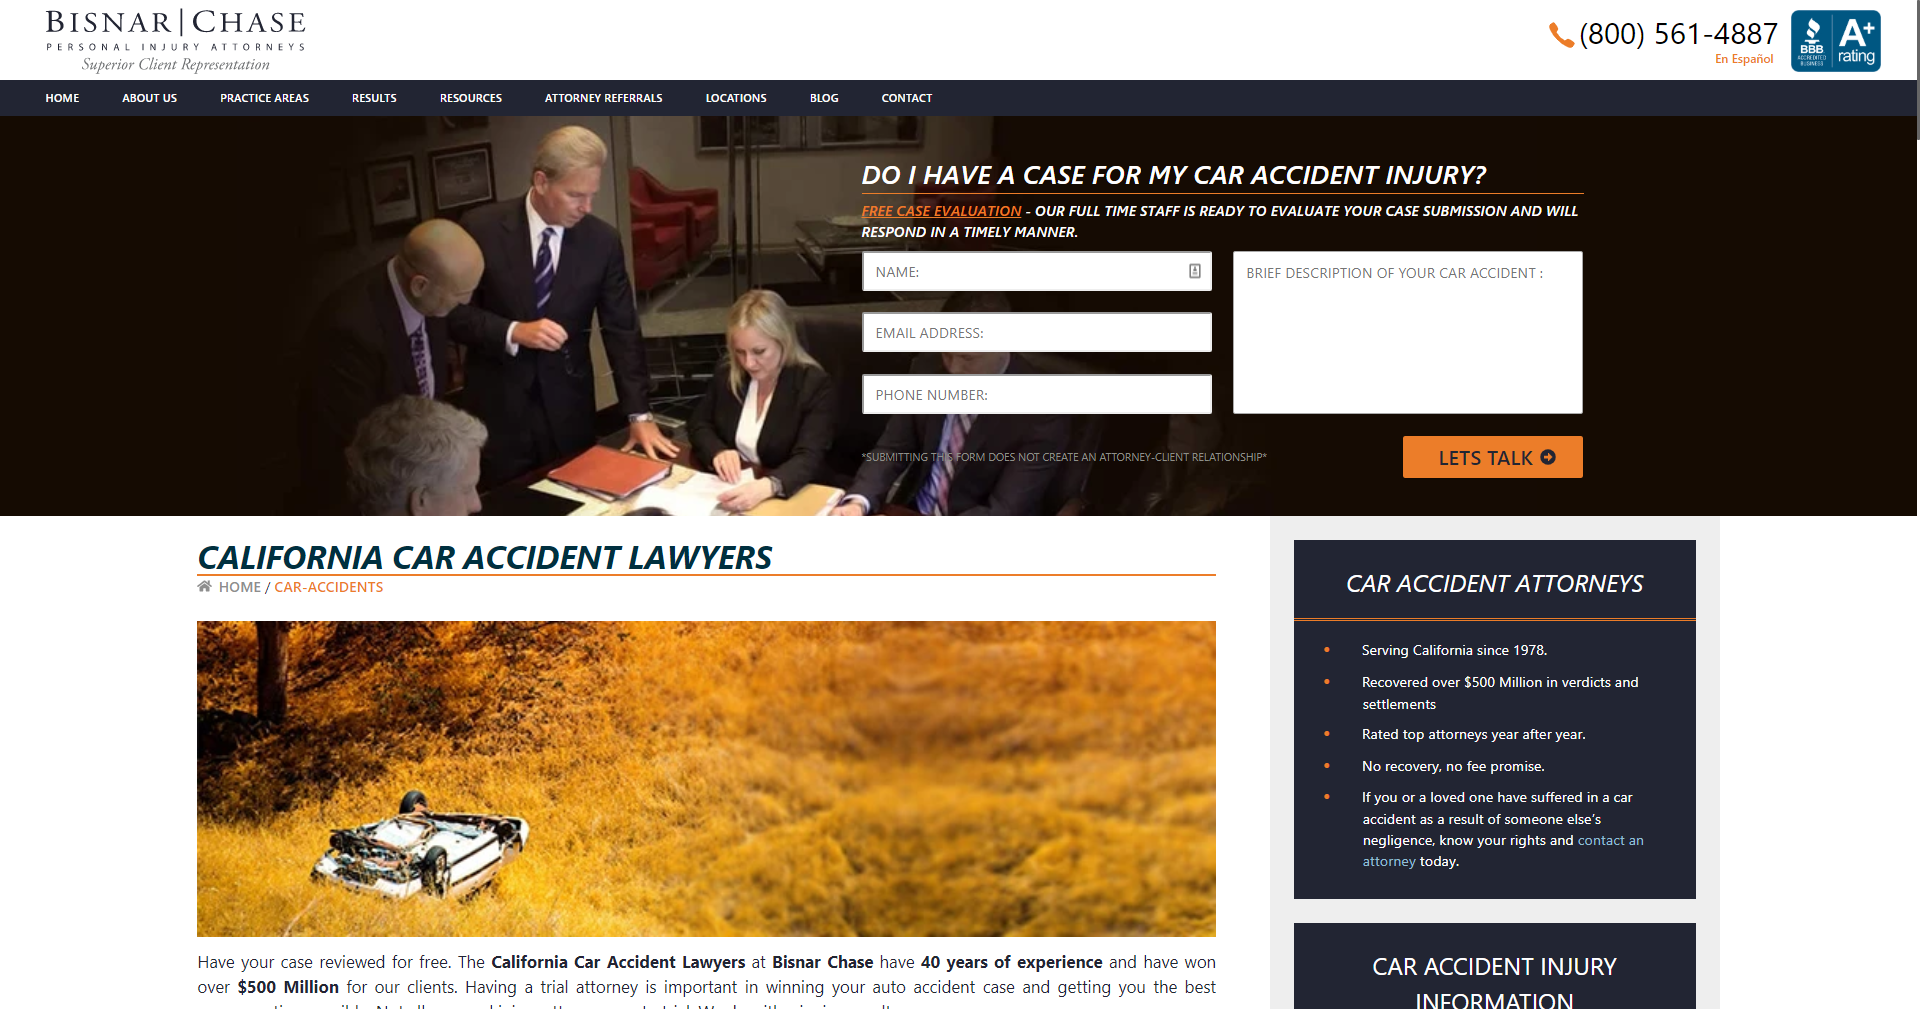 BISNAR|CHASE
PERSONAL INJURY ATTORNEYS
Superior Client Representation
(800) 561-4887
En Español
BBB
ACCREDITED
BUSINESS
A+
rating
HOME ABOUT US PRACTICE AREAS RESULTS RESOURCES ATTORNEY REFERRALS LOCATIONS BLOG CONTACT
DO I HAVE A CASE FOR MY CAR ACCIDENT INJURY?
FREE CASE EVALUATION - OUR FULL TIME STAFF IS READY TO EVALUATE YOUR CASE SUBMISSION AND WILL
RESPOND IN A TIMELY MANNER.
NAME:
EMAIL ADDRESS:
PHONE NUMBER:
BRIEF DESCRIPTION OF YOUR CAR ACCIDENT :
*SUBMITTING THIS FORM DOES NOT CREATE AN ATTORNEY-CLIENT RELATIONSHIP*
LETS TALK
CALIFORNIA CAR ACCIDENT LAWYERS
HOME / CAR-ACCIDENTS
Have your case reviewed for free. The California Car Accident Lawyers at Bisnar Chase have 40 years of experience and have won
over $500 Million for our clients. Having a trial attorney is important in winning your auto accident case and getting you the best
CAR ACCIDENT ATTORNEYS
• Serving California since 1978.
• Recovered over $500 Million in verdicts and
settlements
• Rated top attorneys year after year.
• No recovery, no fee promise.
• If you or a loved one have suffered in a car
accident as a result of someone else's
negligence, know your rights and contact an
attorney today.
CAR ACCIDENT INJURY
INFORMATION